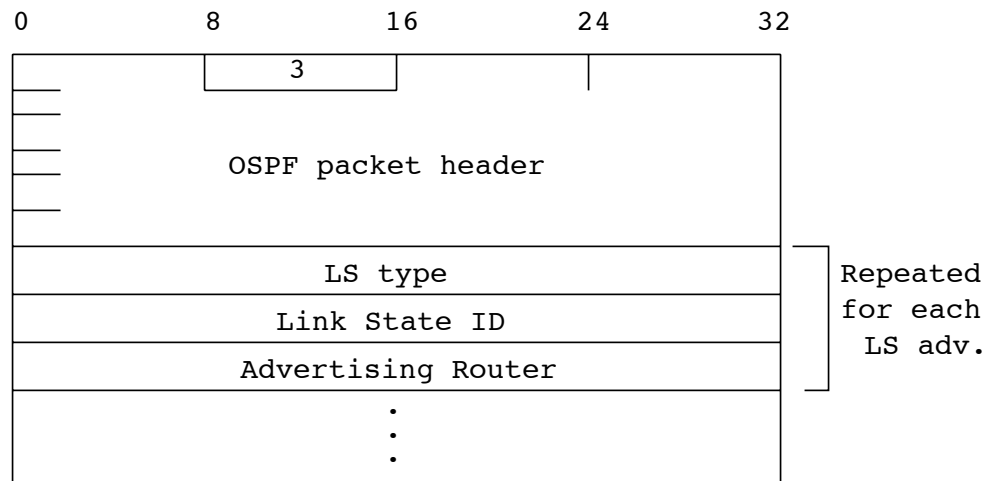 0 8 16 24 32
3
OSPF packet header
LS type
Link State ID
Advertising Router
.
.
.
Repeated
for each
LS adv.